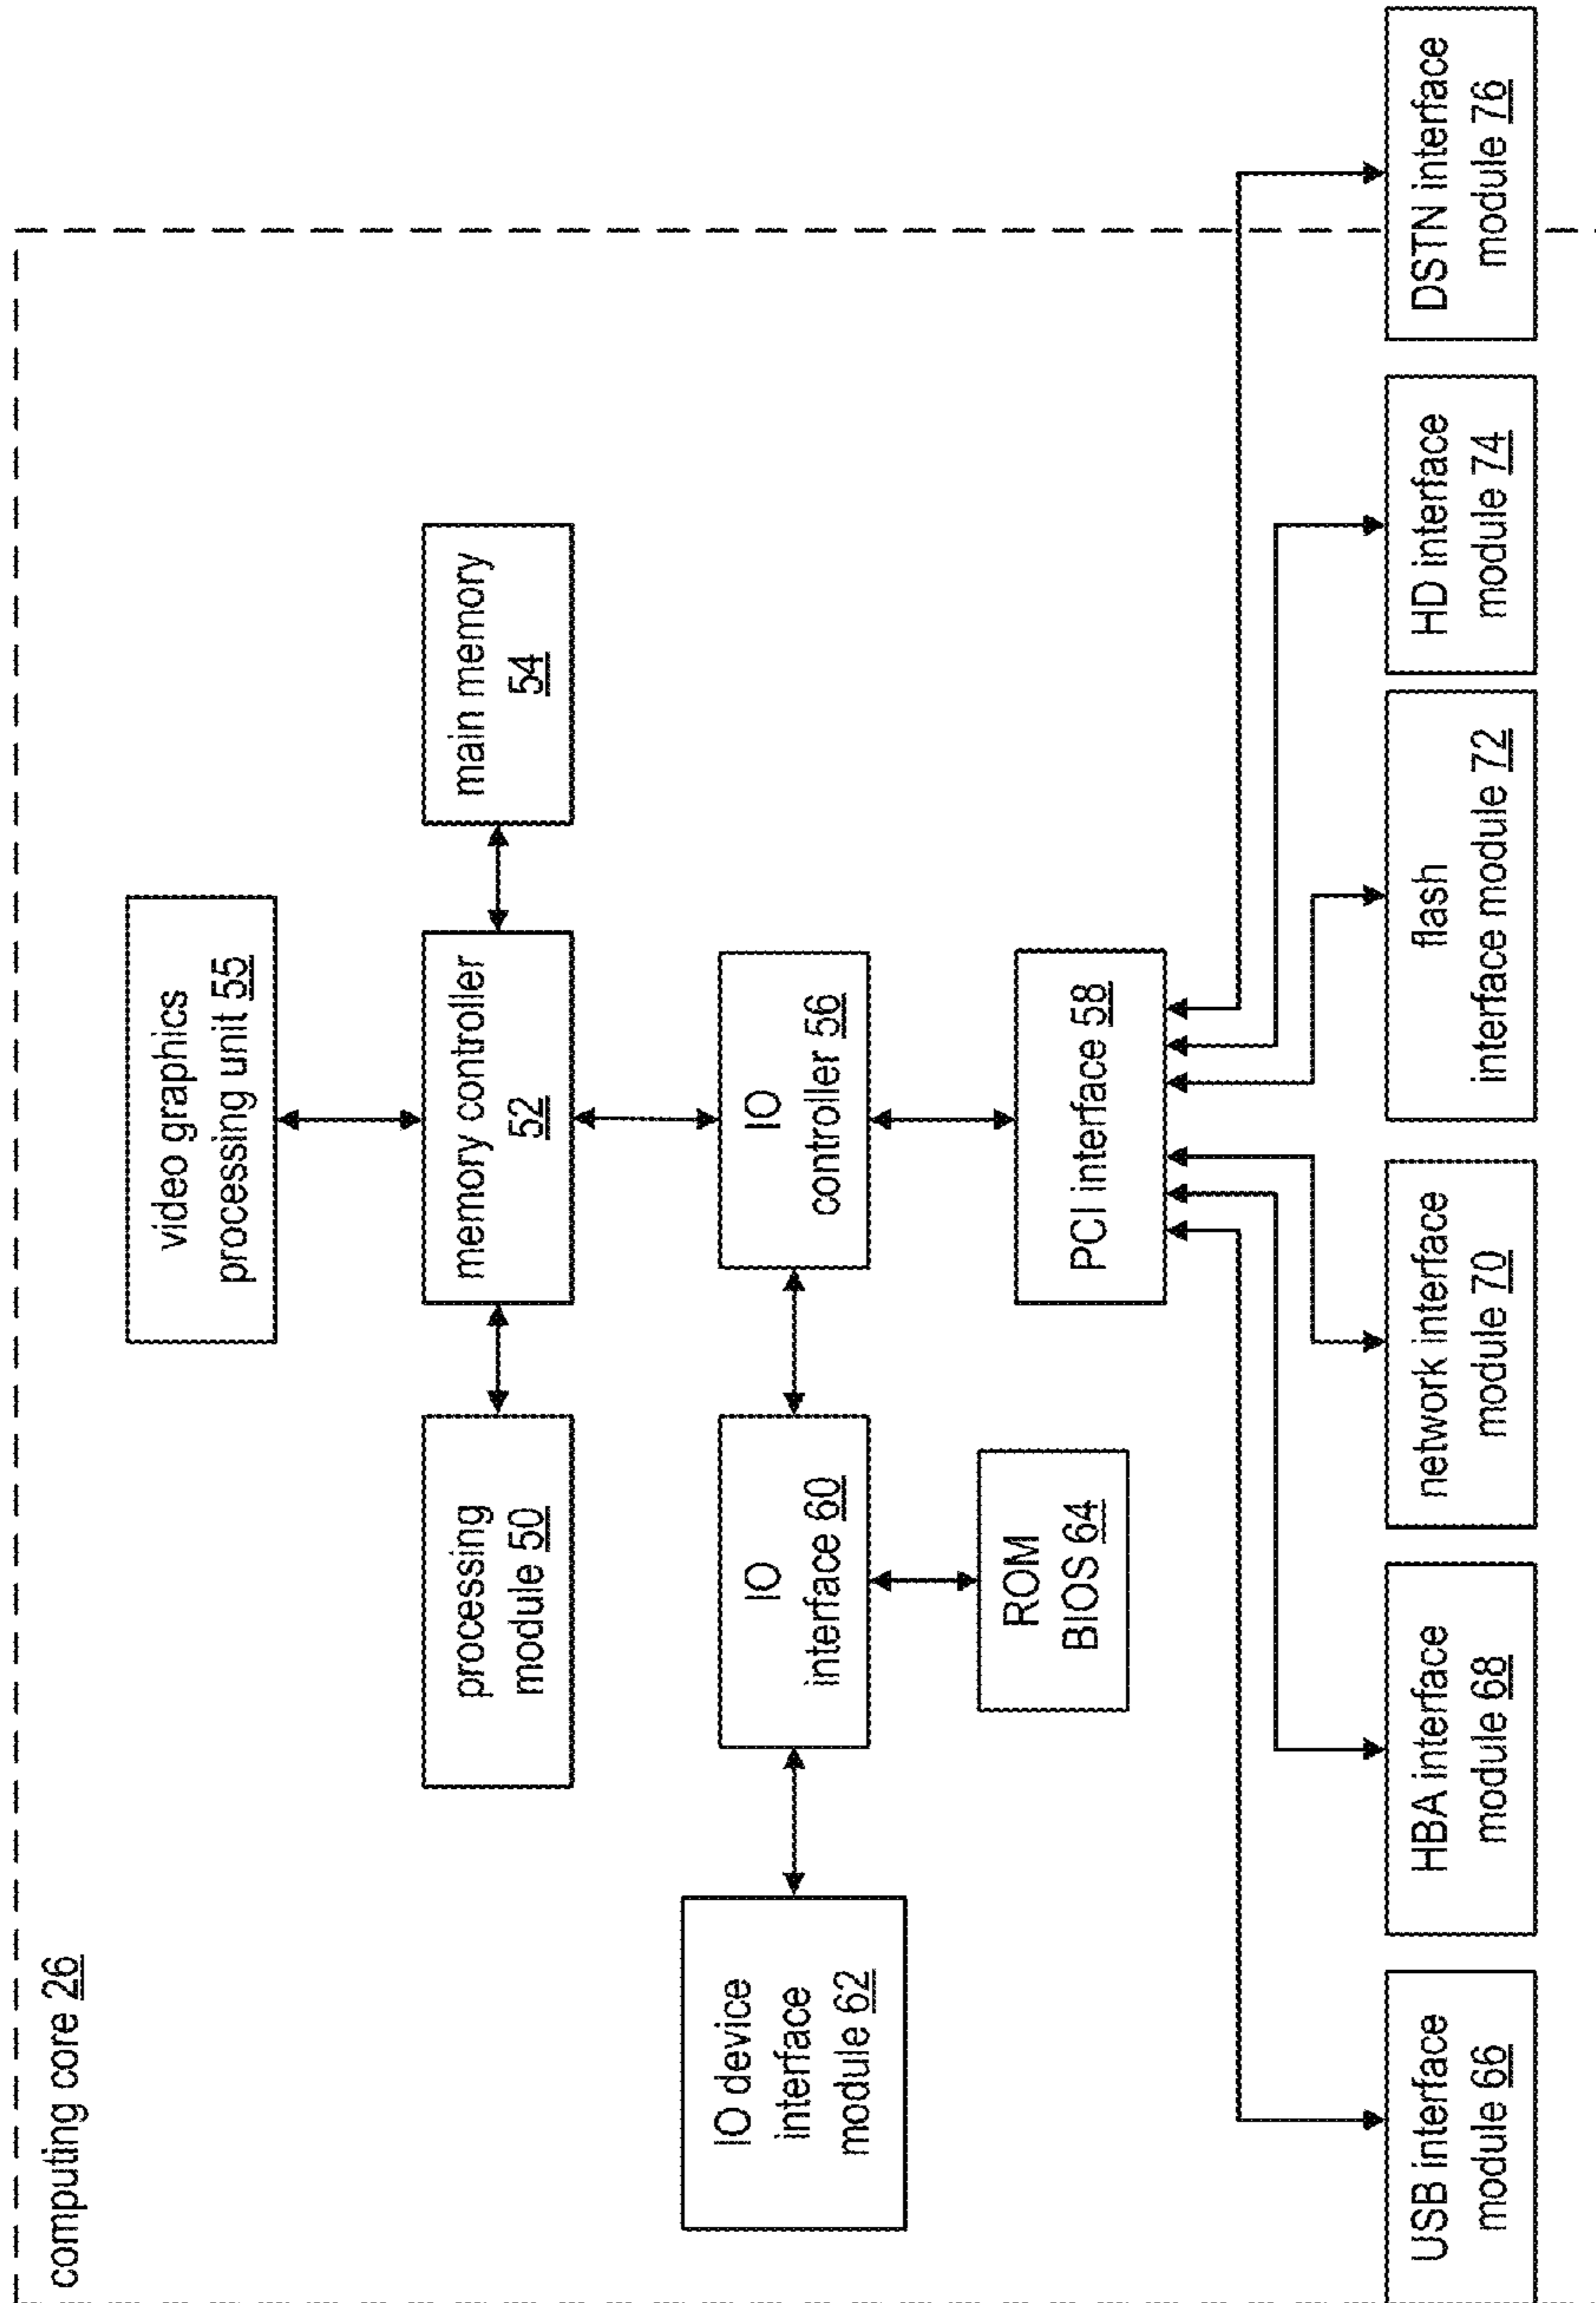 computing core 26
video graphics
processing unit 55
processing
module 50
memory controller
52
main memory
54
IO device
interface
module 62
IO
interface 60
IO
controller 56
ROM
BIOS 64
PCI interface 58
USB interface
module 66
HBA interface
module 68
network interface
module 70
flash
interface module 72
HD interface
module 74
DSTN interface
module 76